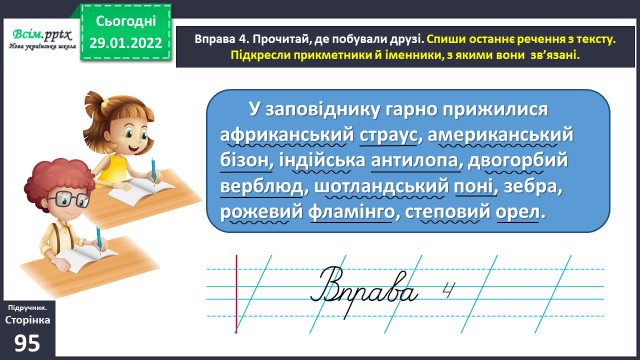 Всім.pptx
Нова українська школа
Сьогодні
29.01.2022
Вправа 4. Прочитай, де побували друзі. Спиши останнє речення з тексту.
Підкресли прикметники й іменники, з якими вони зв’язані.
У заповіднику гарно прижилися
африканський страус, американський
бізон, індійська антилопа, двогорбий
верблюд, шотландський поні, зебра,
рожевий фламінго, степовий орел.
Вправа 4
Підручник.
Сторінка
95